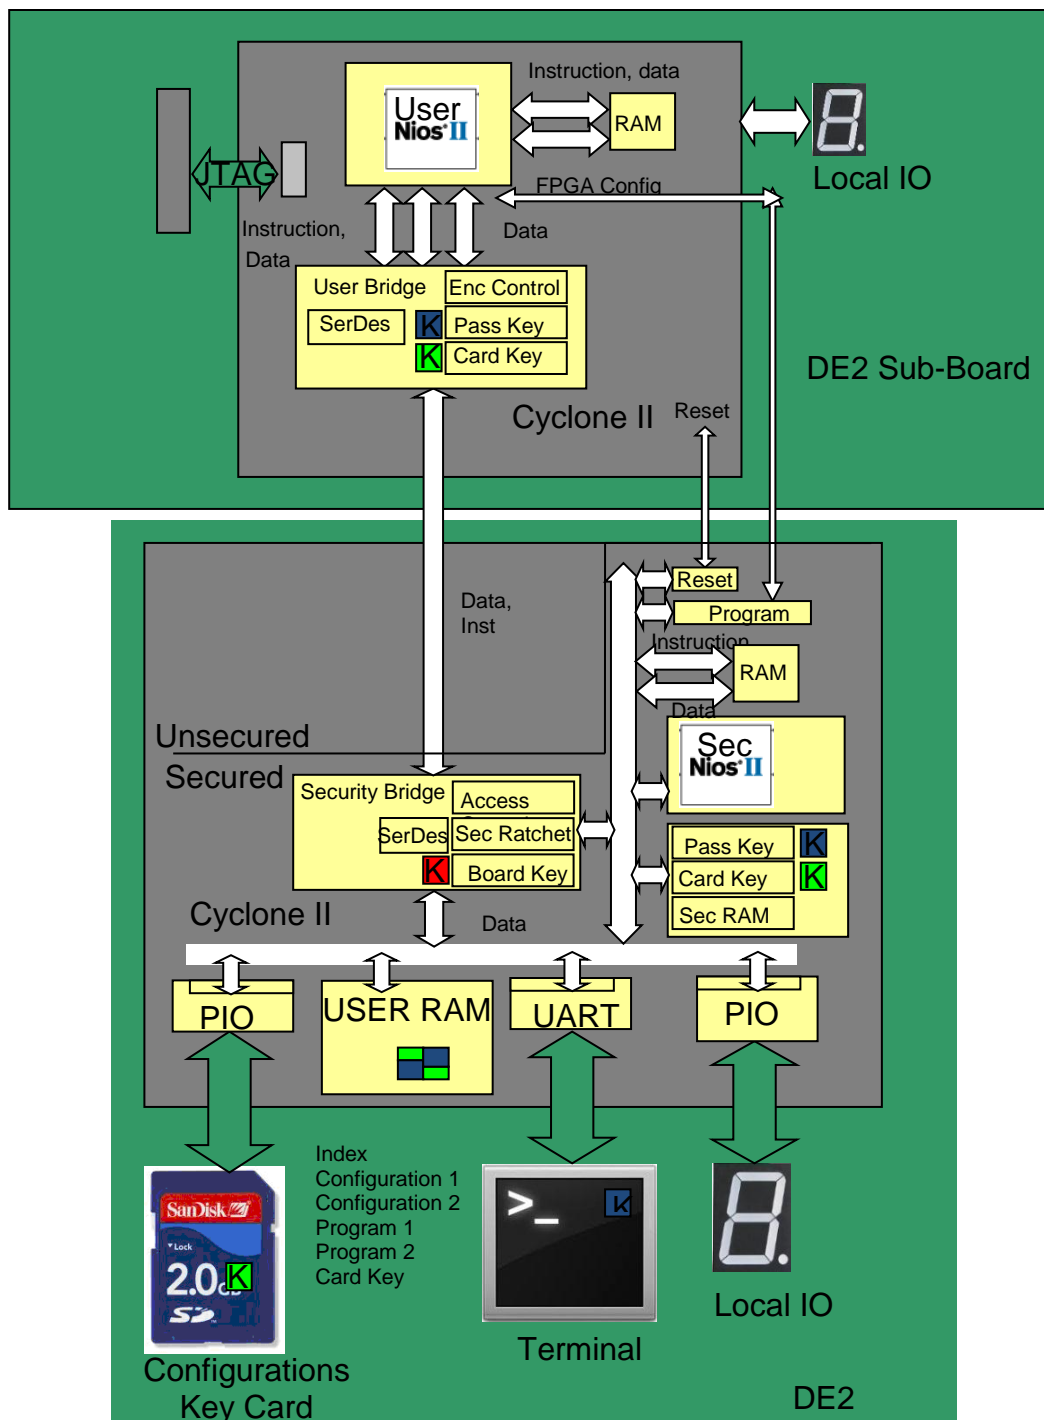 User
Nios II
Instruction, data
RAM
Local IO
JTAG
FPGA Config
Instruction,
Data
Data
User Bridge
Enc Control
SerDes
K
Pass Key
K
Card Key
DE2 Sub-Board
Cyclone II
Reset
Reset
Program
Data,
Inst
Instruction
RAM
Data
Unsecured
Secured
Sec
Nios II
Security Bridge
Access
SerDes
Sec Ratchet
K
Board Key
Pass Key
K
Card Key
K
Sec RAM
Cyclone II
Data
PIO
USER RAM
UART
PIO
Index
Configuration 1
Configuration 2
Program 1
Program 2
Card Key
SanDisk
Lock
2.0
K
SD
>_
k
Local IO
Terminal
Configurations
Key Card
DE2